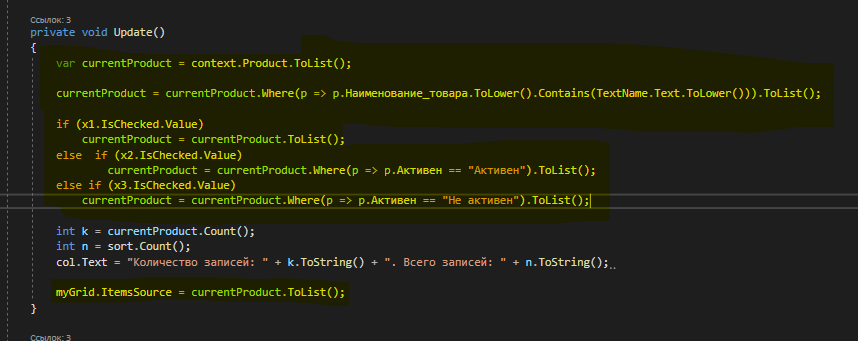 Ссылок: 3
private void Update()
{
var currentProduct = context.Product.ToList();
currentProduct = currentProduct.Where(p => p.Наименование_товара.ToLower().Contains(TextName.Text.ToLower())).ToList();
if (x1.IsChecked.Value)
currentProduct = currentProduct.ToList();
else if (x2.IsChecked.Value)
currentProduct = currentProduct.Where(p => p.Активен == "Активен").ToList();
else if (x3.IsChecked.Value)
currentProduct = currentProduct.Where(p => p.Активен == "Не активен").ToList();
int k = currentProduct.Count();
int n = sort.Count();
col.Text = "Количество записей: " + k.ToString() + ". Всего записей: " + n.ToString();
myGrid.ItemsSource = currentProduct.ToList();
}
Ссылок: 3